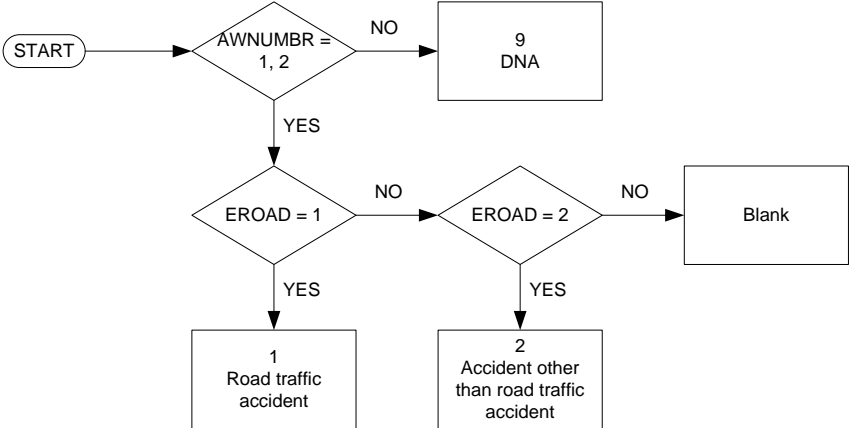 START
AWNUMBR =
1, 2
NO
9
DNA
YES
EROAD = 1
NO
EROAD = 2
NO
Blank
YES
YES
1
Road traffic
accident
2
Accident other
than road traffic
accident